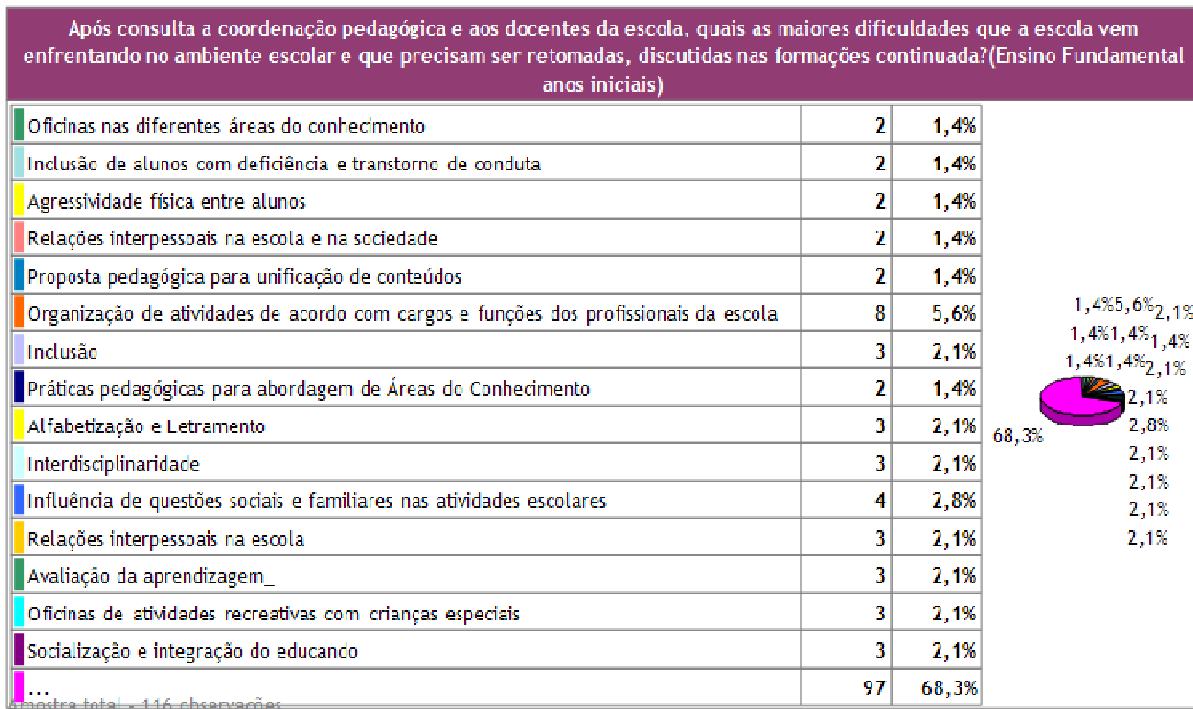 Após consulta a coordenação pedagógica e aos docentes da escola, quais as maiores dificuldades que a escola vem
enfrentando no ambiente escolar e que precisam ser retomadas, discutidas nas formações continuada?(Ensino Fundamental
anos iniciais)
Oficinas nas diferentes áreas do conhecimento 2 1,4%
Inclusão de alunos com deficiência e transtorno de conduta 2 1,4%
Agressividade física entre alunos 2 1,4%
Relações interpessoais na escola e na sociedade 2 1,4%
Proposta pedagógica para unificação de conteúdos 2 1,4%
Organização de atividades de acordo com cargos e funções dos profissionais da escola 8 5,6%
Inclusão 3 2,1%
Práticas pedagógicas para abordagem de Áreas do Conhecimento 2 1,4%
Alfabetização e Letramento 3 2,1%
Interdisciplinaridade 3 2,1%
Influência de questões sociais e familiares nas atividades escolares 4 2,8%
Relações interpessoais na escola 3 2,1%
Avaliação da aprendizagem_ 3 2,1%
Oficinas de atividades recreativas com crianças especiais 3 2,1%
Socialização e integração do educando 3 2,1%
... 97 68,3%
Amostra total - 116 observações
1,4%5,6%2,1%
1,4%1,4%1,4%
1,4%1,4%2,1%
2,1%
68,3% 2,8%
2,1%
2,1%
2,1%
2,1%